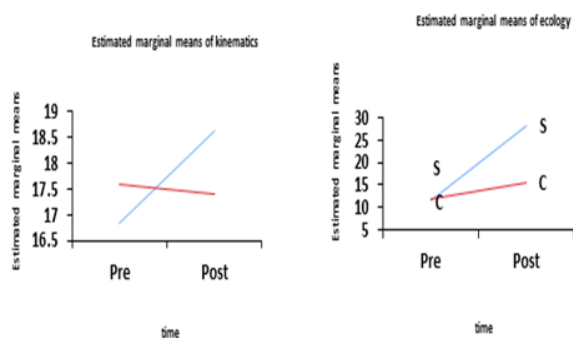 Estimated marginal means of kinematics
Estimated marginal means
19
18.5
18
17.5
17
16.5
Pre Post
time
Estimated marginal means of ecology
Estimated marginal means
30
25
20
15
10
5
S
S
C
C
Pre Post
time